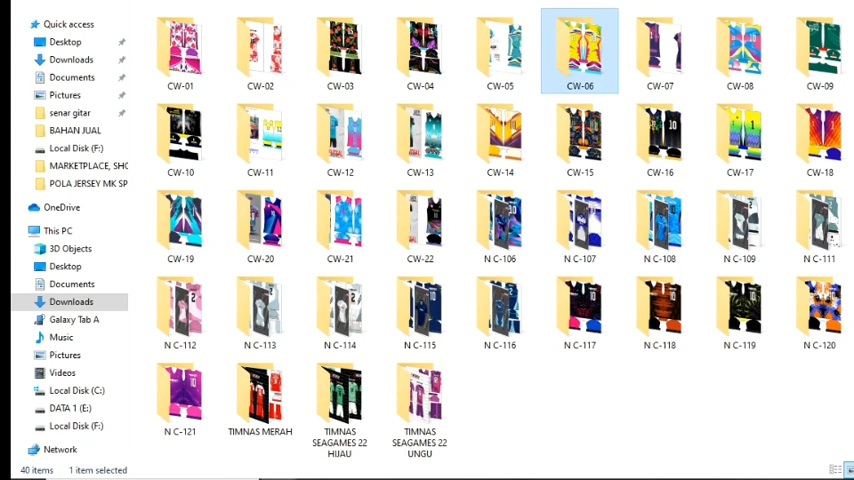 Quick access
Desktop
Downloads
Documents
Pictures
senar gitar
BAHAN JUAL
Local Disk (F:)
MARKETPLACE, SHO
POLA JERSEY MK SP
OneDrive
This PC
3D Objects
Desktop
Documents
Downloads
Galaxy Tab A
Music
Pictures
Videos
Local Disk (C:)
DATA 1 (E:)
Local Disk (F:)
Network
CW-01 CW-02 CW-03 CW-04 CW-05 CW-06 CW-07 CW-08 CW-09
CW-10 CW-11 CW-12 CW-13 CW-14 CW-15 CW-16 CW-17 CW-18
CW-19 CW-20 CW-21 CW-22 N C-106 N C-107 N C-108 N C-109 N C-111
N C-112 N C-113 N C-114 N C-115 N C-116 N C-117 N C-118 N C-119 N C-120
N C-121
TIMNAS MERAH
TIMNAS
SEAGAMES 22
HIJAU
TIMNAS
SEAGAMES 22
UNGU
40 items 1 item selected